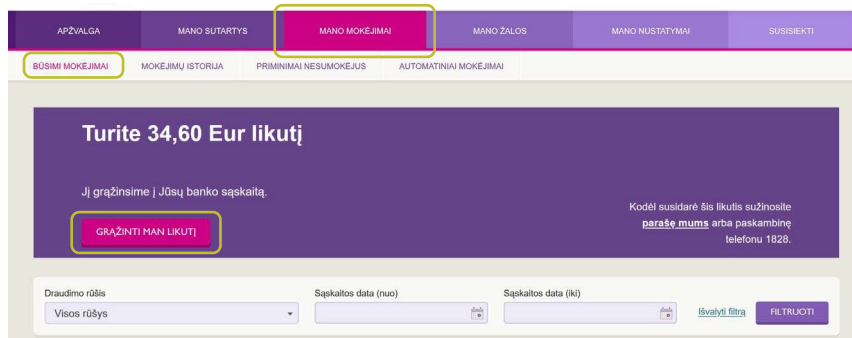 APŽVALGA MANO SUTARTYS MANO MOKĖJIMAI MANO ŽALOS MANO NUSTATYMAI SUSISIEKTI
BŪSIMI MOKĖJIMAI MOKĖJIMŲ ISTORIJA PRIMINIMAI NESUMOKĖJUS AUTOMATINIAI MOKĖJIMAI
Turite 34,60 Eur likutį
Jį grąžinsime į Jūsų banko sąskaitą.
GRĄŽINTI MAN LIKUTĮ
Kodėl susidarė šis likutis sužinosite
parašę mums arba paskambinę
telefonu 1828.
Draudimo rūšis Sąskaitos data (nuo) Sąskaitos data (iki)
Visos rūšys Išvalyti filtrą FILTRUOTI